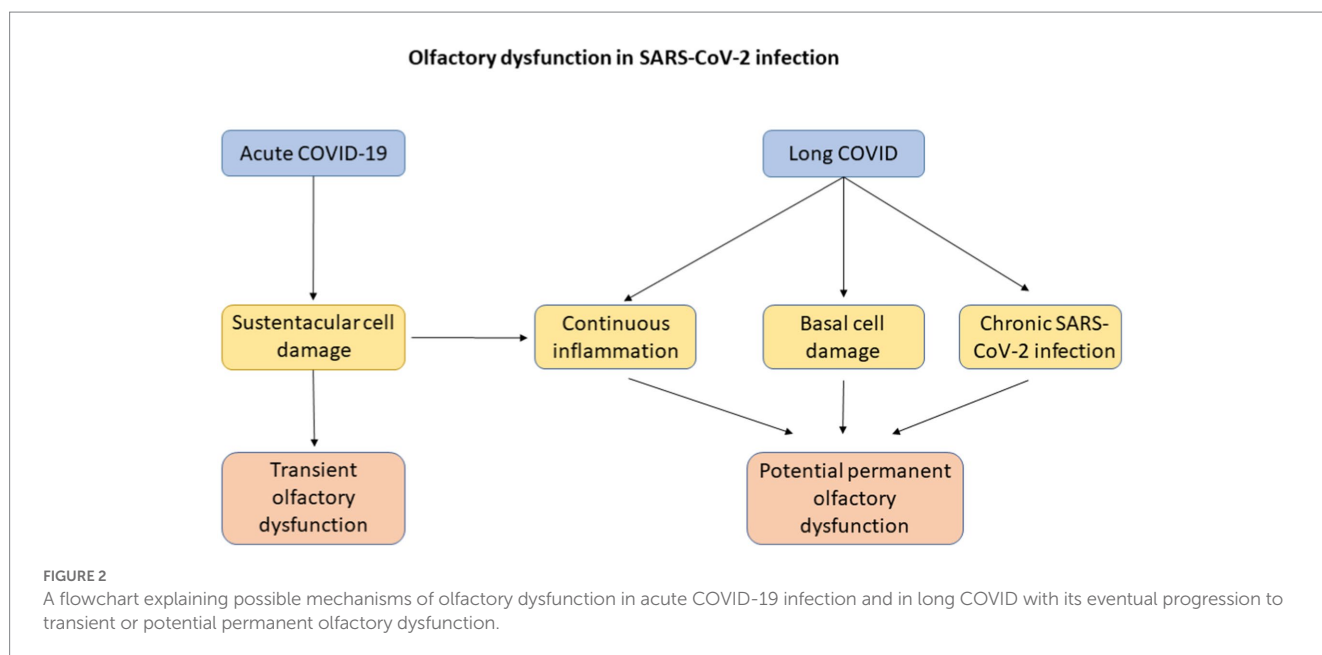 Olfactory dysfunction in SARS-CoV-2 infection
Acute COVID-19
Long COVID
Sustentacular cell
damage
Continuous
inflammation
Basal cell
damage
Chronic SARS-
CoV-2 infection
Transient
olfactory
dysfunction
Potential permanent
olfactory
dysfunction
FIGURE 2
A flowchart explaining possible mechanisms of olfactory dysfunction in acute COVID-19 infection and in long COVID with its eventual progression to
transient or potential permanent olfactory dysfunction.